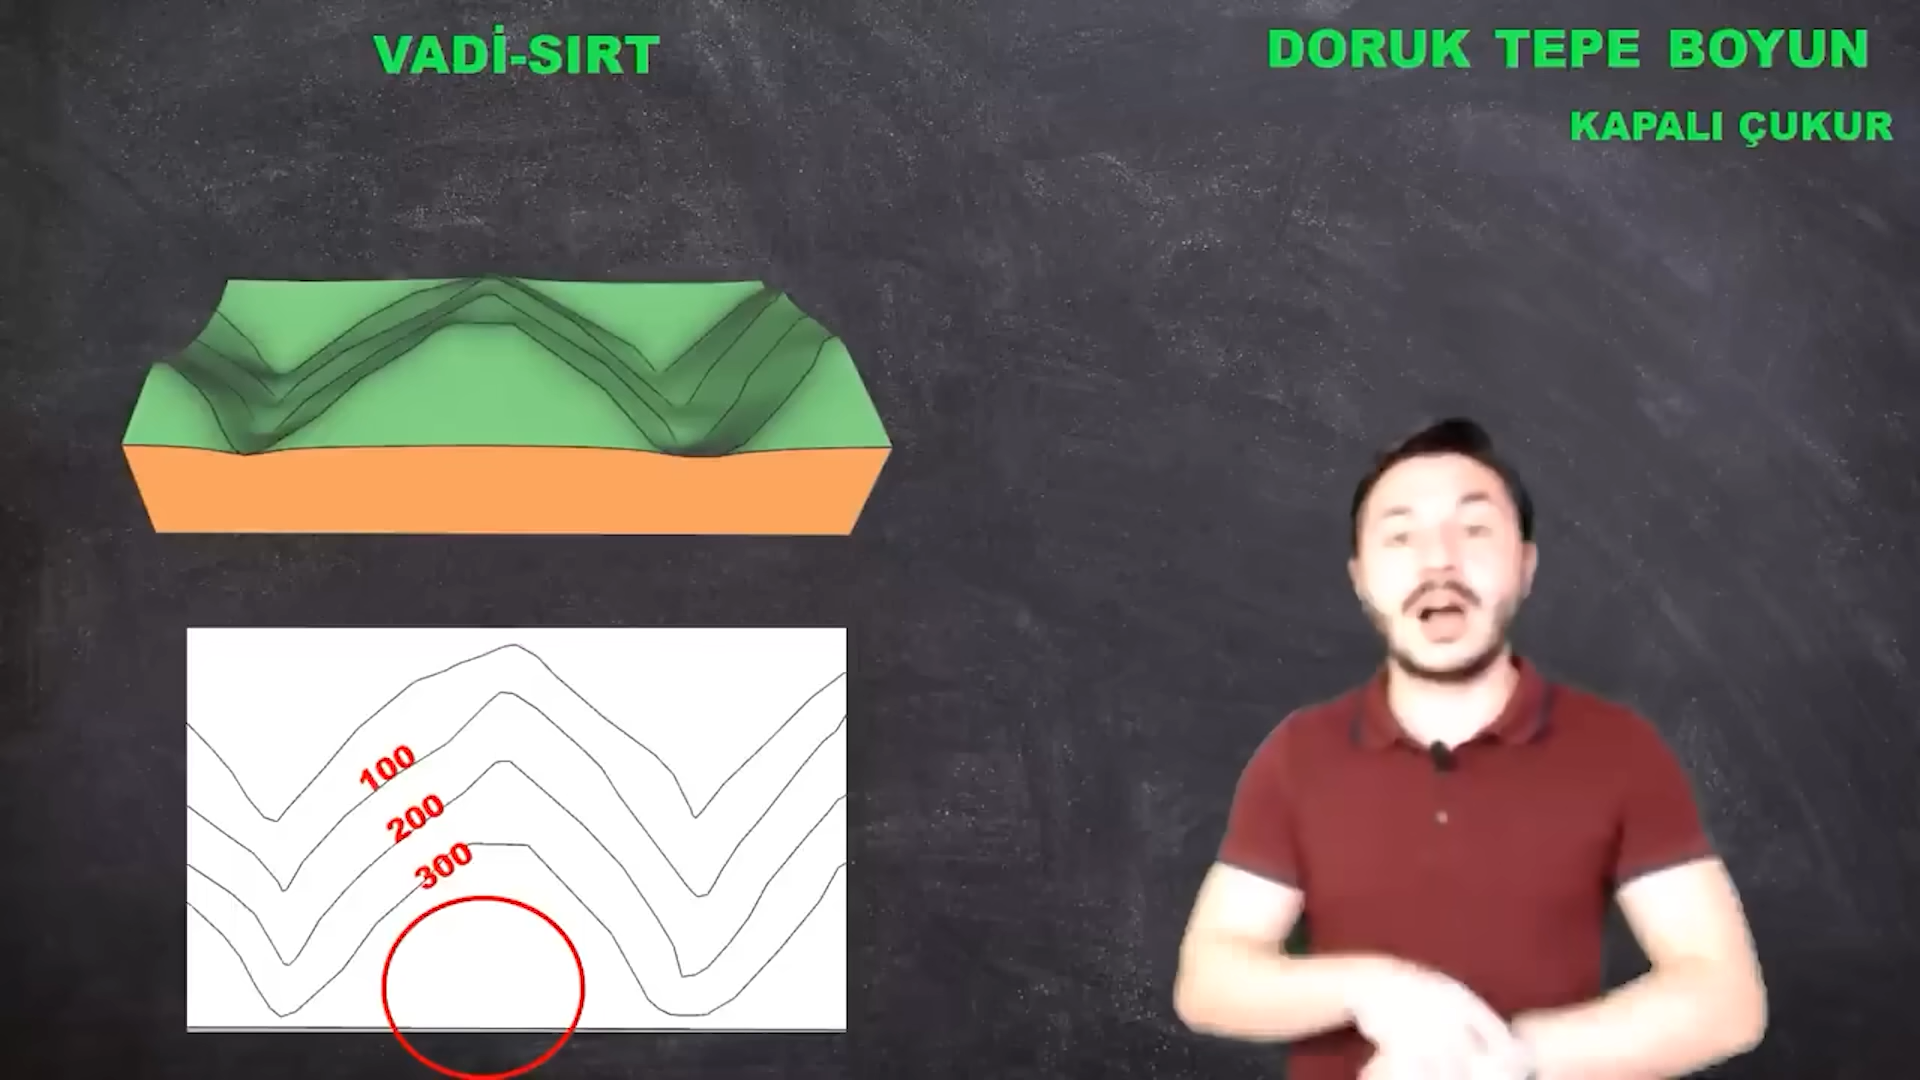 VADİ-SIRT
DORUK TEPE BOYUN
KAPALI ÇUKUR
100
200
300